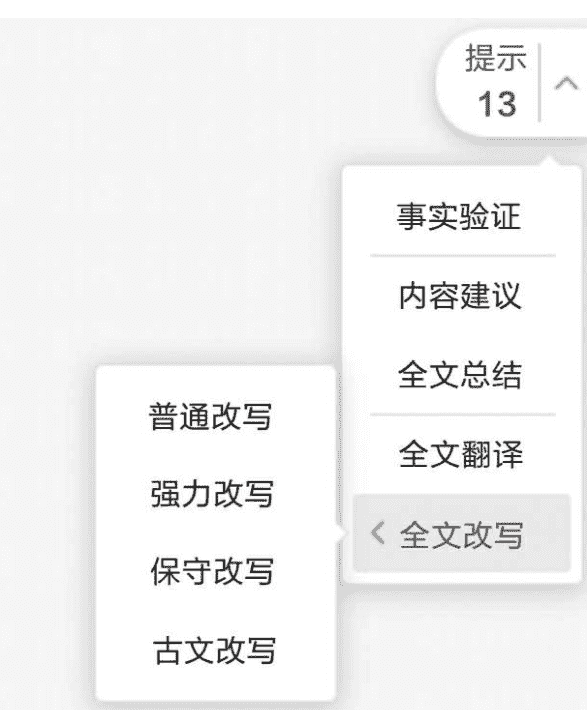 提示
13
事实验证
内容建议
全文总结
全文翻译
全文改写
普通改写
强力改写
保守改写
古文改写